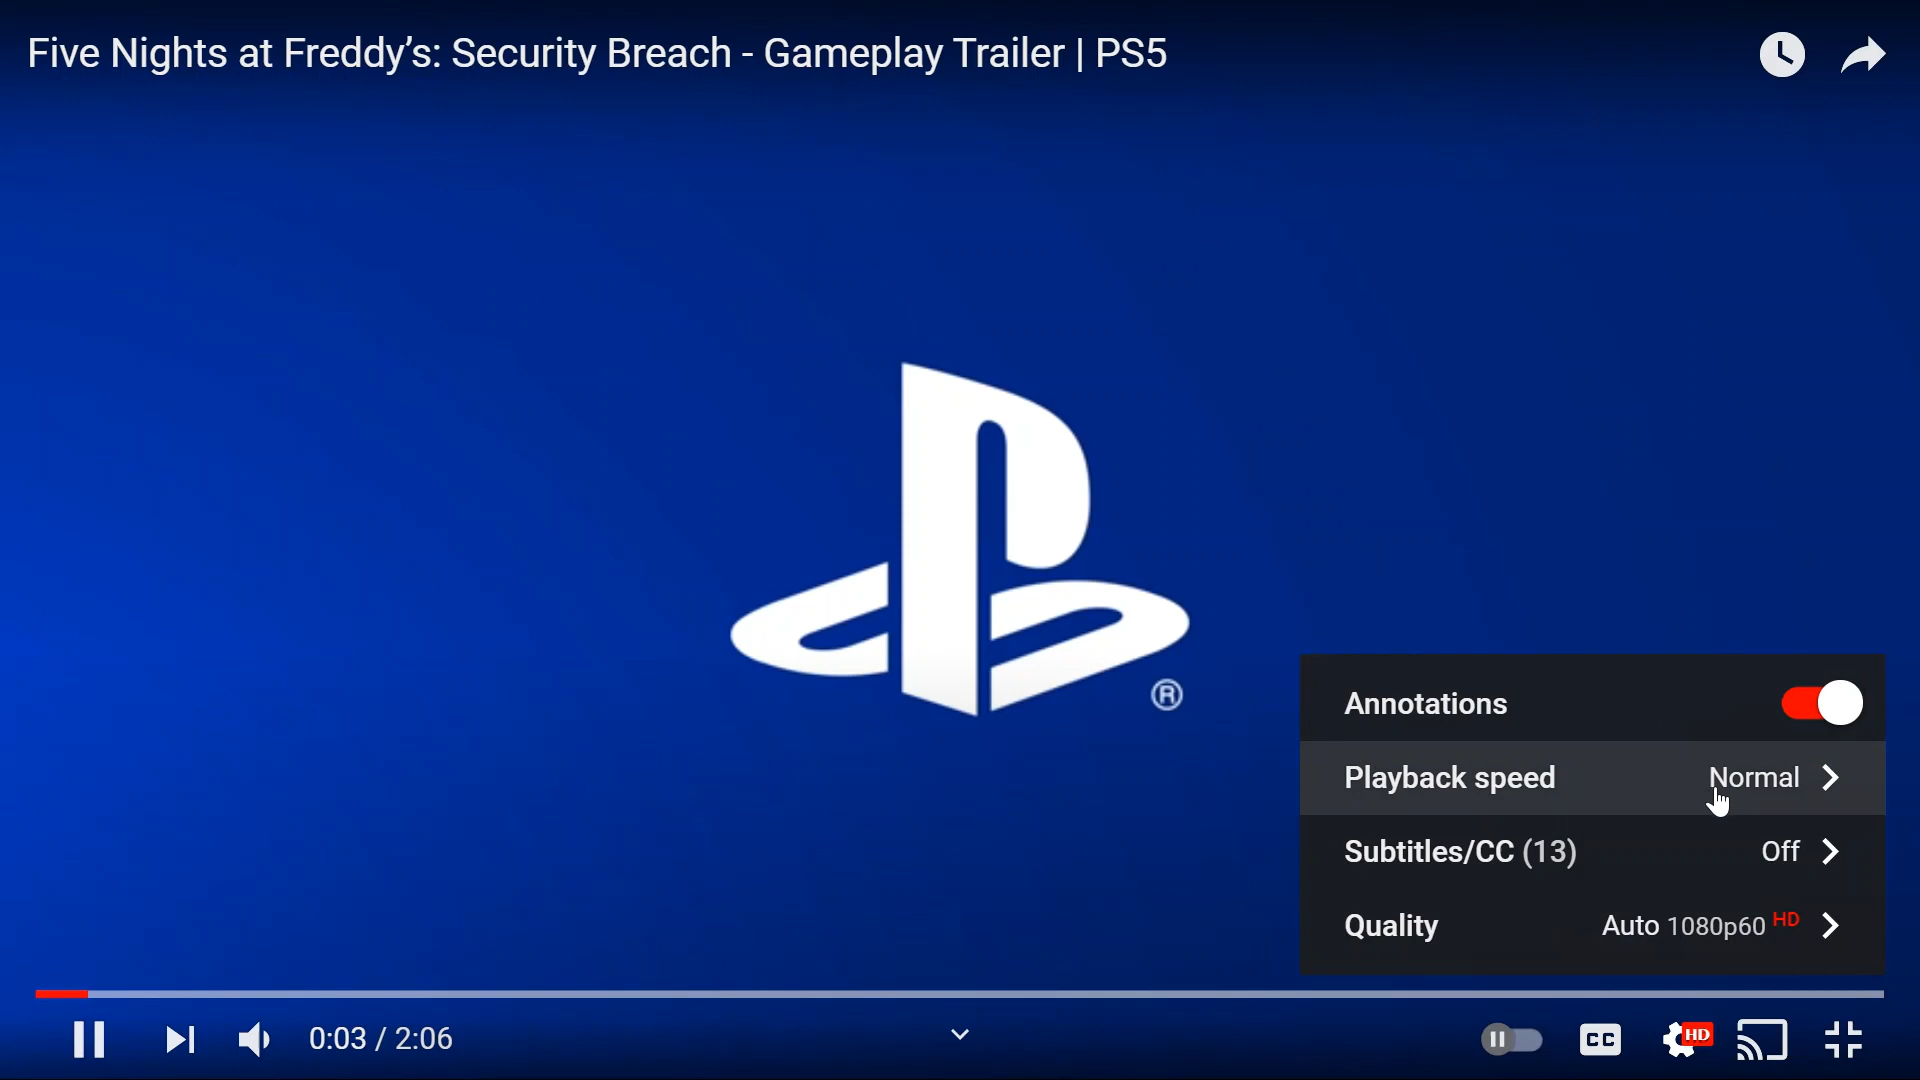 Five Nights at Freddy’s: Security Breach - Gameplay Trailer | PS5
®
Annotations
Playback speed Normal
Subtitles/CC (13) Off
Quality Auto 1080p60 HD
0:03 / 2:06
CC
HD